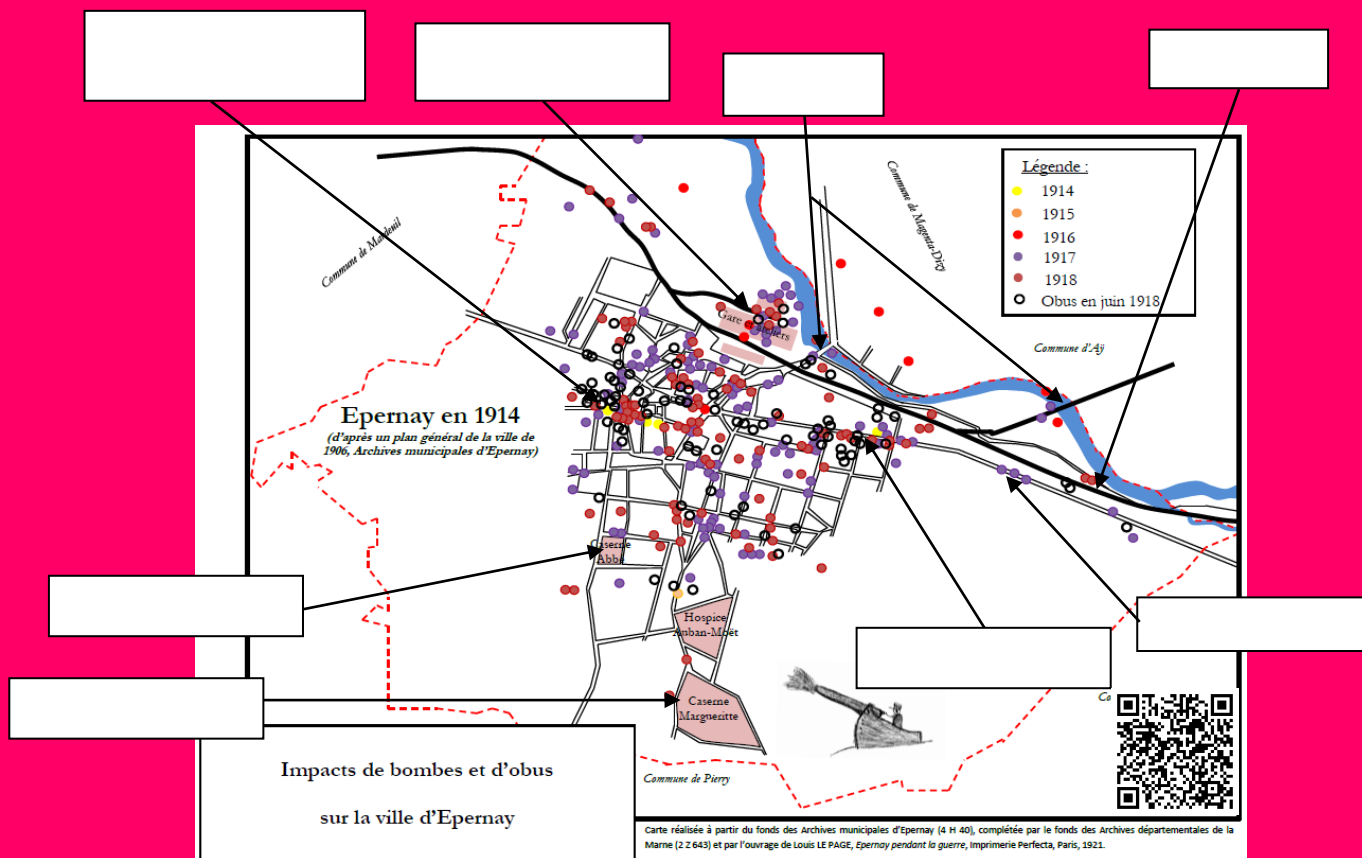 Légende :
1914
1915
1916
1917
1918
Obus en juin 1918
Commune de Mardeuil
Commune de Magenta-Dizy
Commune d'Aÿ
Gare
Ateliers
Epernay en 1914
(d'après un plan général de la ville de
1906, Archives municipales d'Epernay)
Caserne
Abbé
Hospice
Auban-Moët
Caserne
Margueritte
Co
Impacts de bombes et d'obus
sur la ville d'Epernay
Commune de Pierry
Carte réalisée à partir du fonds des Archives municipales d'Epernay (4 H 40), complétée par le fonds des Archives départementales de la
Marne (2 Z 643) et par l'ouvrage de Louis LE PAGE, Epernay pendant la guerre, Imprimerie Perfecta, Paris, 1921.